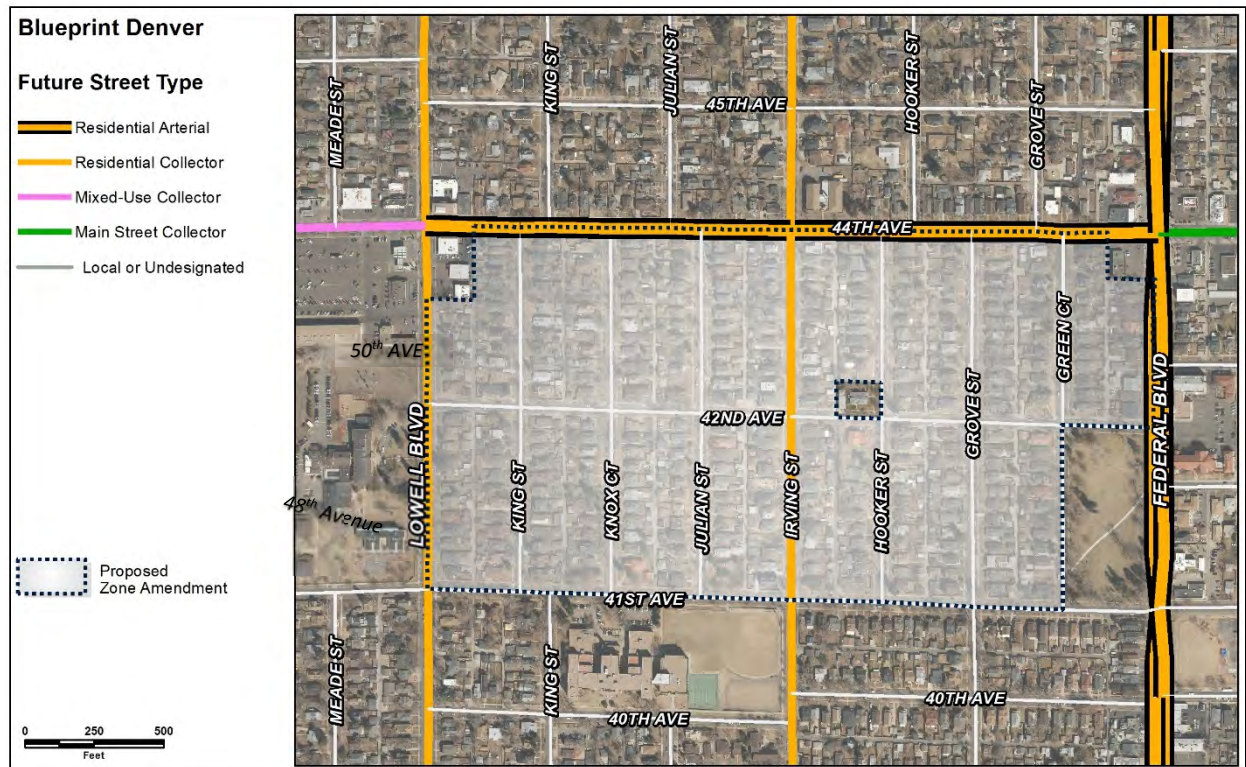 Blueprint Denver
Future Street Type
Residential Arterial
Residential Collector
Mixed-Use Collector
Main Street Collector
Local or Undesignated
Proposed
Zone Amendment
0 250 500
Feet
MEADE ST
KING ST
JULIAN ST
HOOKER ST
GROVE ST
45TH AVE
44TH AVE
50th AVE
GREEN CT
42ND AVE
LOWELL BLVD
KING ST
KNOX CT
JULIAN ST
IRVING ST
HOOKER ST
GROVE ST
FEDERAL BLVD
48th Avenue
41ST AVE
MEADE ST
KING ST
40TH AVE
40TH AVE